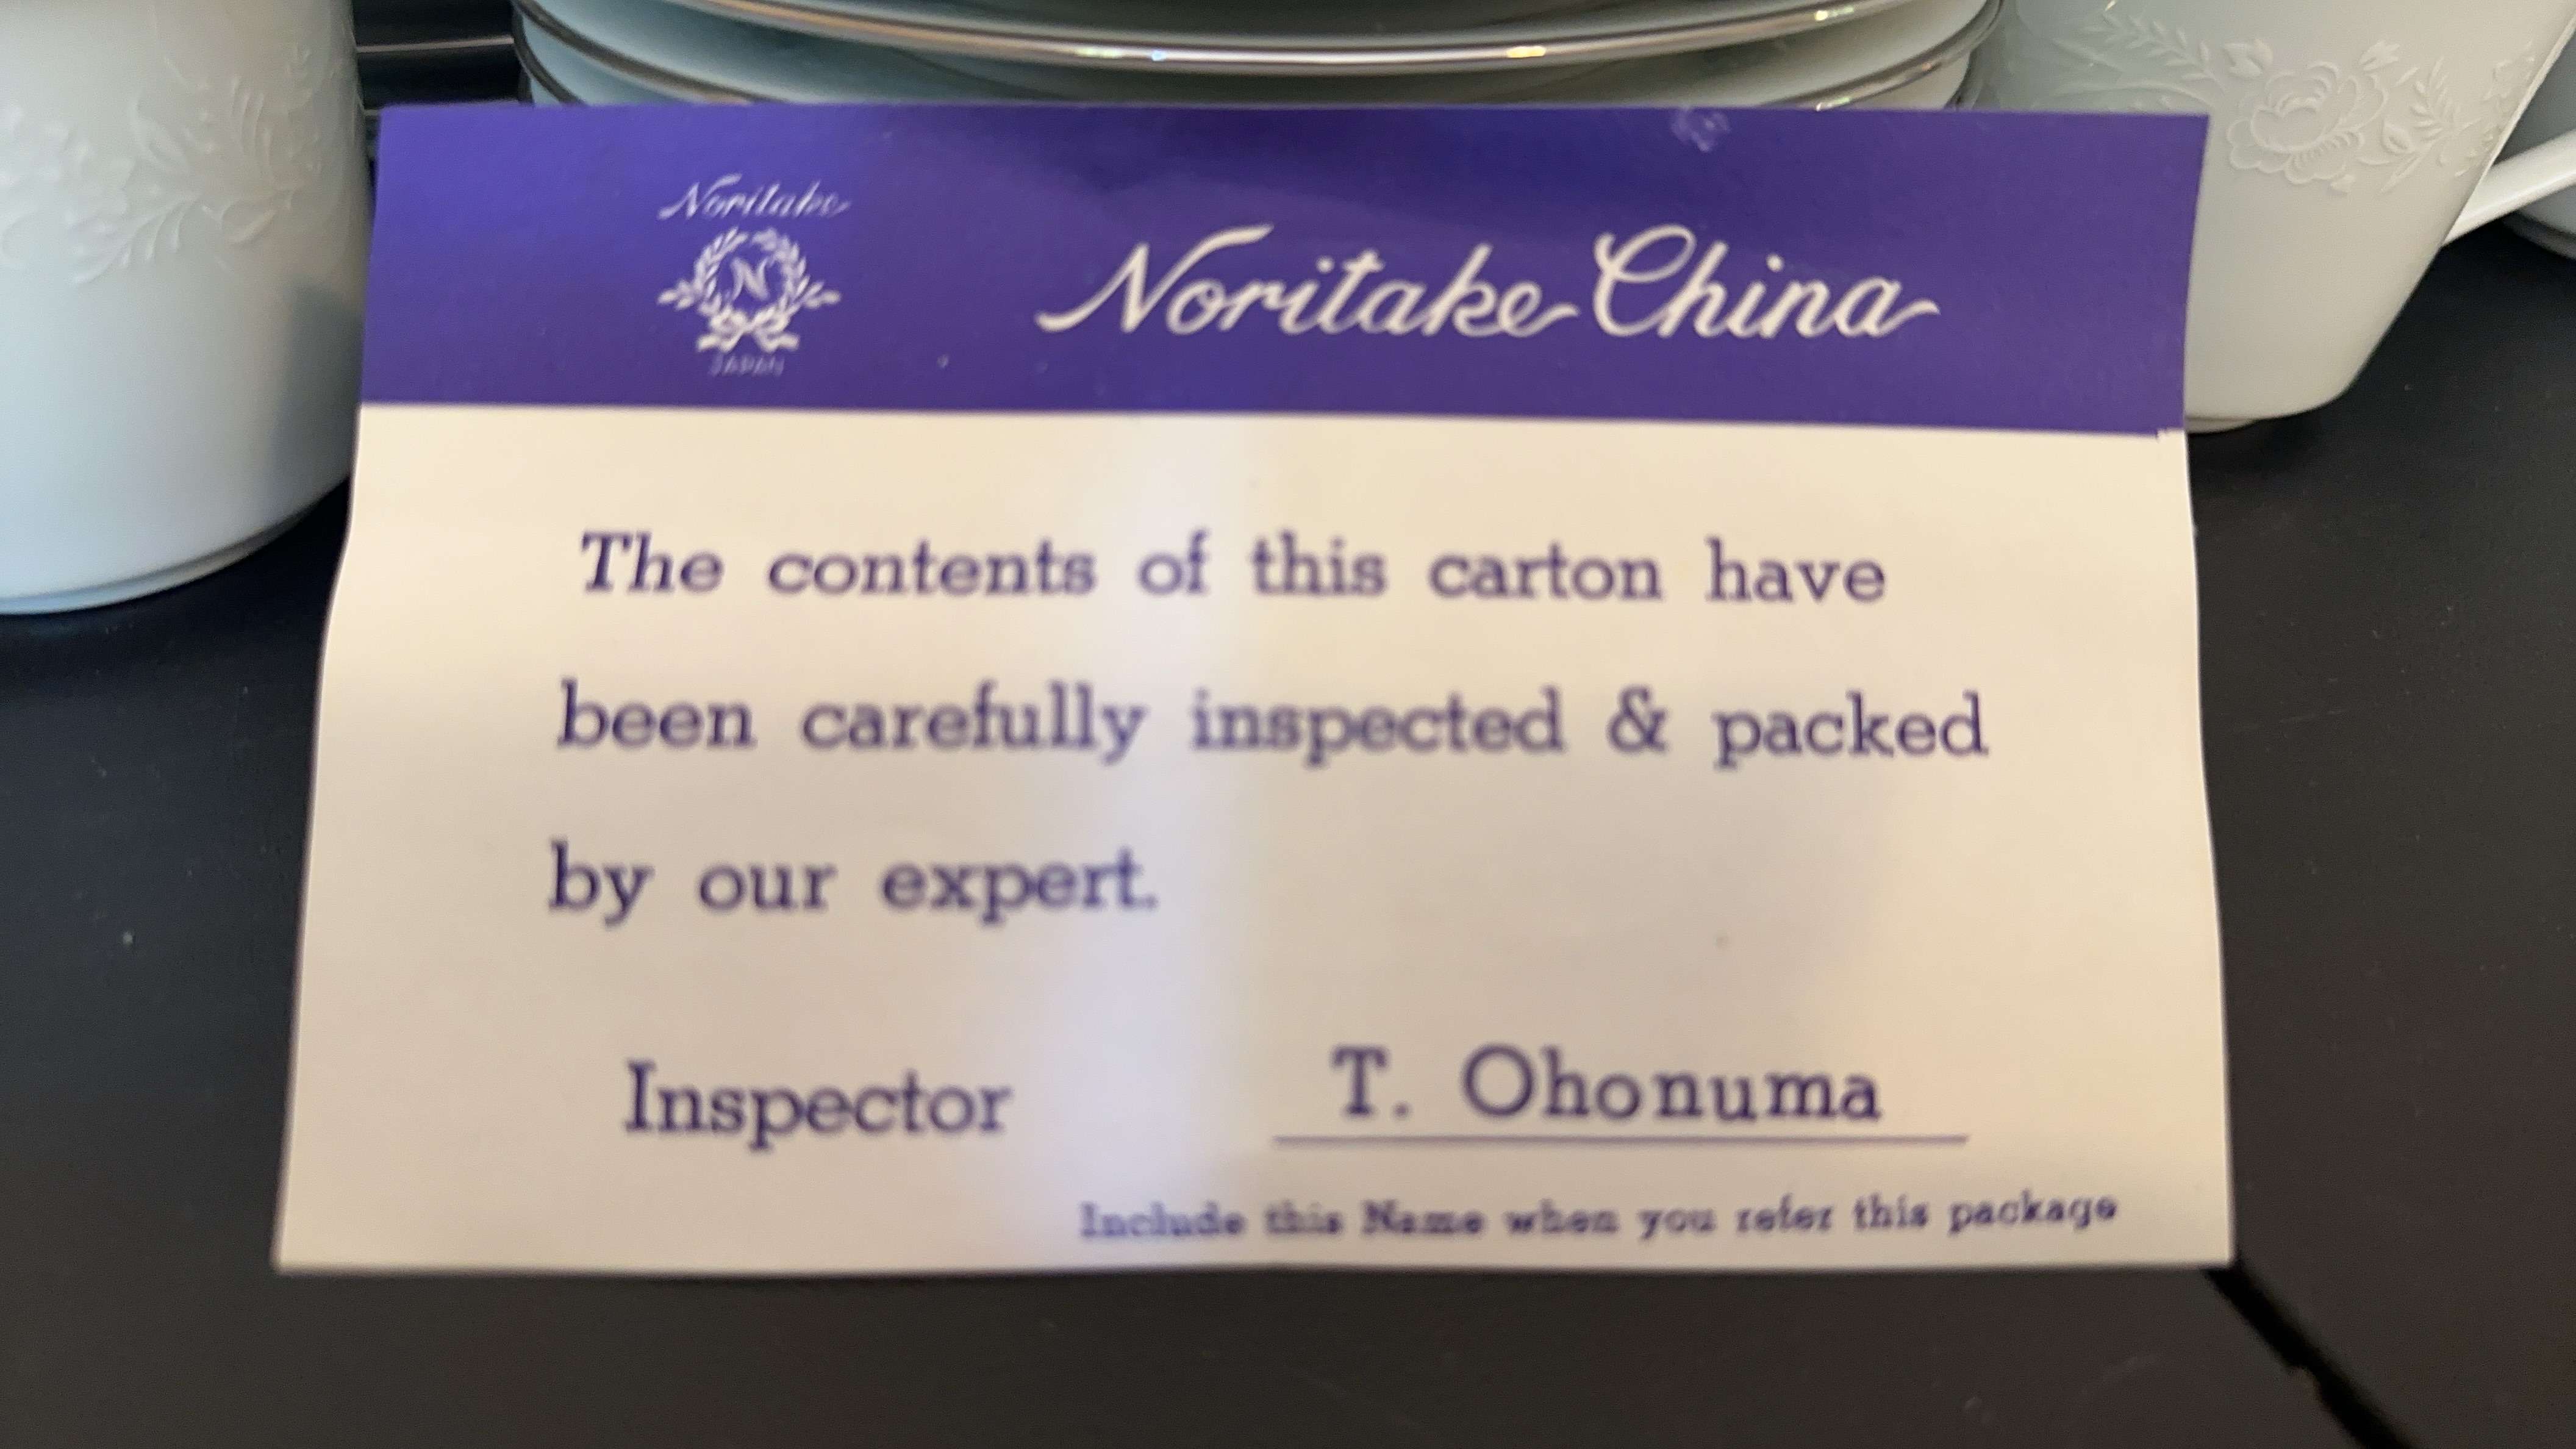 Noritake
N
JAPAN
Noritake China
The contents of this carton have
been carefully inspected & packed
by our expert.
Inspector T. Ohonuma
Include this Name when you refer this package